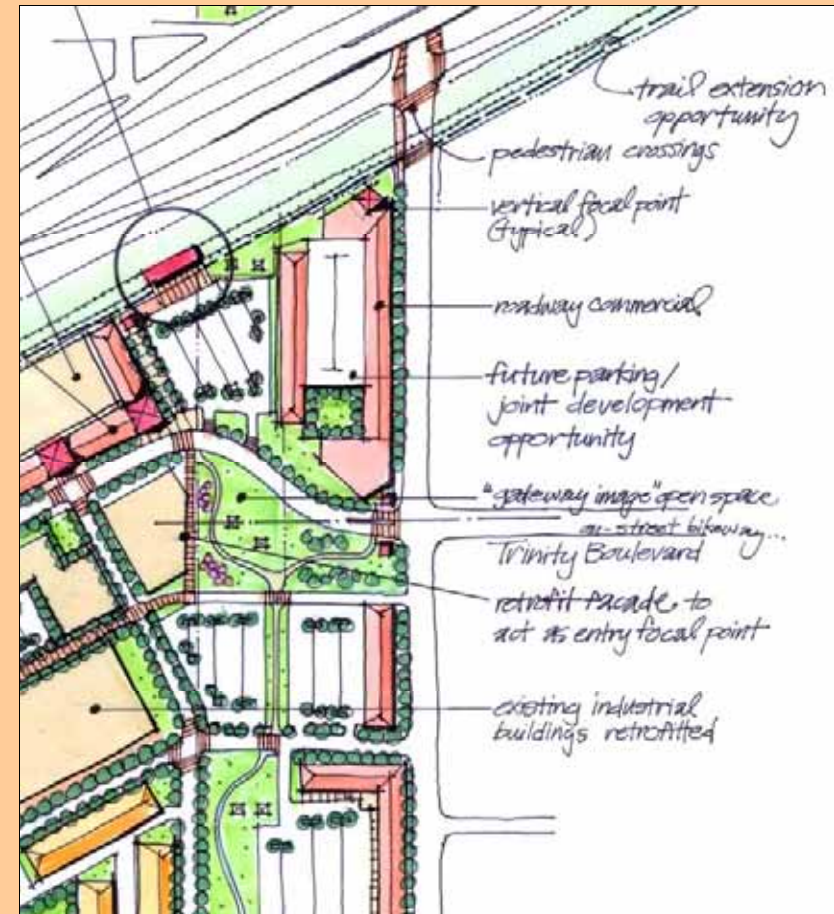 trail extension
opportunity
pedestrian crossings
vertical focal point
(typical)
roadway commercial
future parking/
joint development
opportunity
"gateway image" open space
on-street bikeway...
Trinity Boulevard
retrofit facade to
act as entry focal point
existing industrial
buildings retrofitted